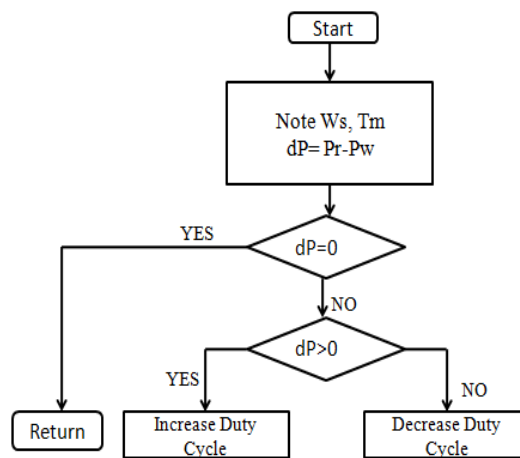 Start
Note Ws, Tm
dP= Pr-Pw
YES
dP=0
NO
dP>0
YES
NO
Return
Increase Duty
Cycle
Decrease Duty
Cycle